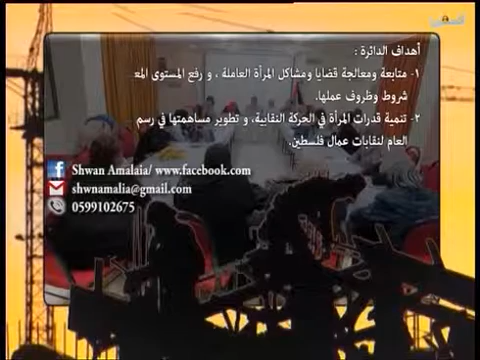 أهداف الدائرة :
١- متابعة ومعالجة قضايا ومشاكل المرأة العاملة ، و رفع المستوى المع
شروط وظروف عملها.
٢- تنمية قدرات المرأة في الحركة النقابية، و تطوير مساهمتها في رسم
العام لنقابات عمال فلسطين.
Shwan Amalaia/ www.facebook.com
shwnamalia@gmail.com
0599102675